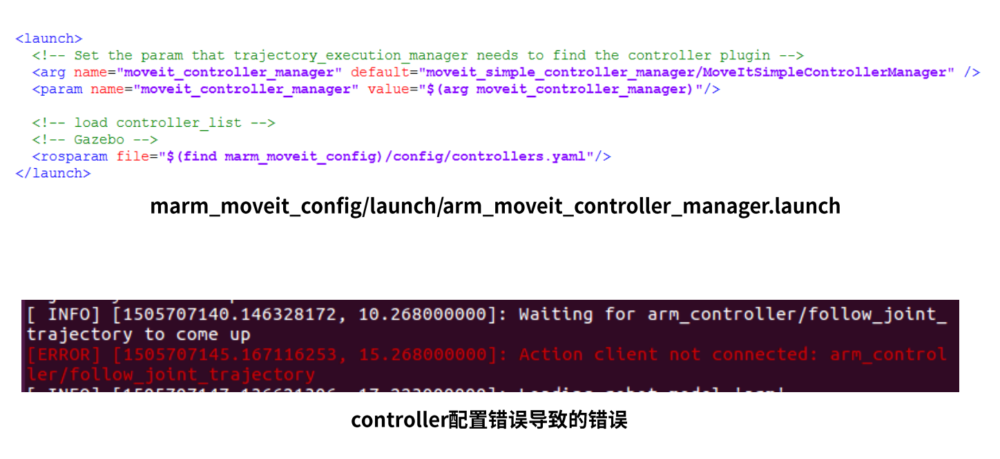 <launch>
  <!-- Set the param that trajectory_execution_manager needs to find the controller plugin -->
  <arg name="moveit_controller_manager" default="moveit_simple_controller_manager/MoveItSimpleControllerManager" />
  <param name="moveit_controller_manager" value="$(arg moveit_controller_manager)"/>
  <!-- load controller_list -->
  <!-- Gazebo -->
  <rosparam file="$(find marm_moveit_config)/config/controllers.yaml"/>
</launch>
marm_moveit_config/launch/arm_moveit_controller_manager.launch
[ INFO] [1505707140.146328172, 10.268000000]: Waiting for arm_controller/follow_joint_
trajectory to come up
[ERROR] [1505707145.167116253, 15.268000000]: Action client not connected: arm_control
ler/follow_joint_trajectory
controller配置错误导致的错误